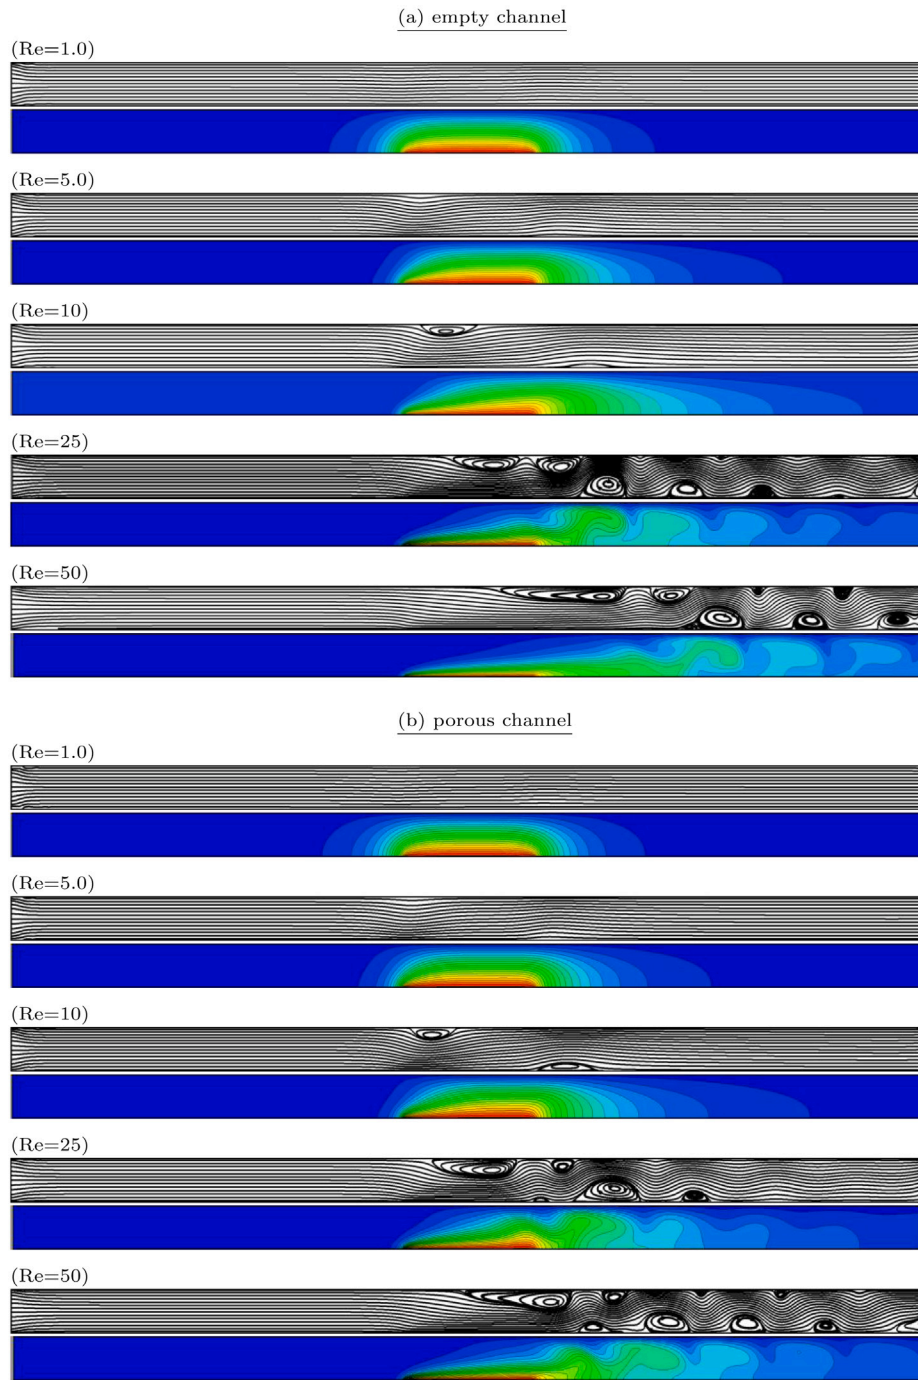 (a) empty channel
(Re=1.0)
(Re=5.0)
(Re=10)
(Re=25)
(Re=50)
(b) porous channel
(Re=1.0)
(Re=5.0)
(Re=10)
(Re=25)
(Re=50)